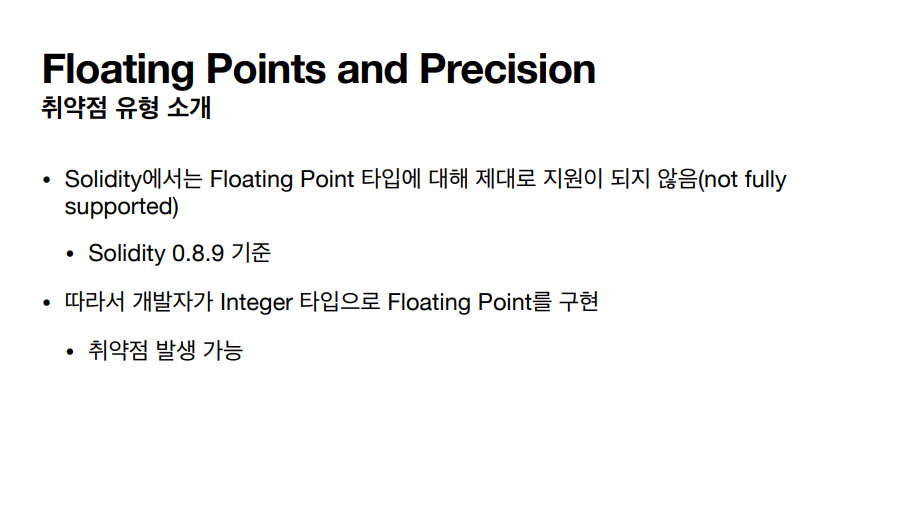 Floating Points and Precision
취약점 유형 소개
• Solidity에서는 Floating Point 타입에 대해 제대로 지원이 되지 않음(not fully
supported)
• Solidity 0.8.9 기준
• 따라서 개발자가 Integer 타입으로 Floating Point를 구현
• 취약점 발생 가능